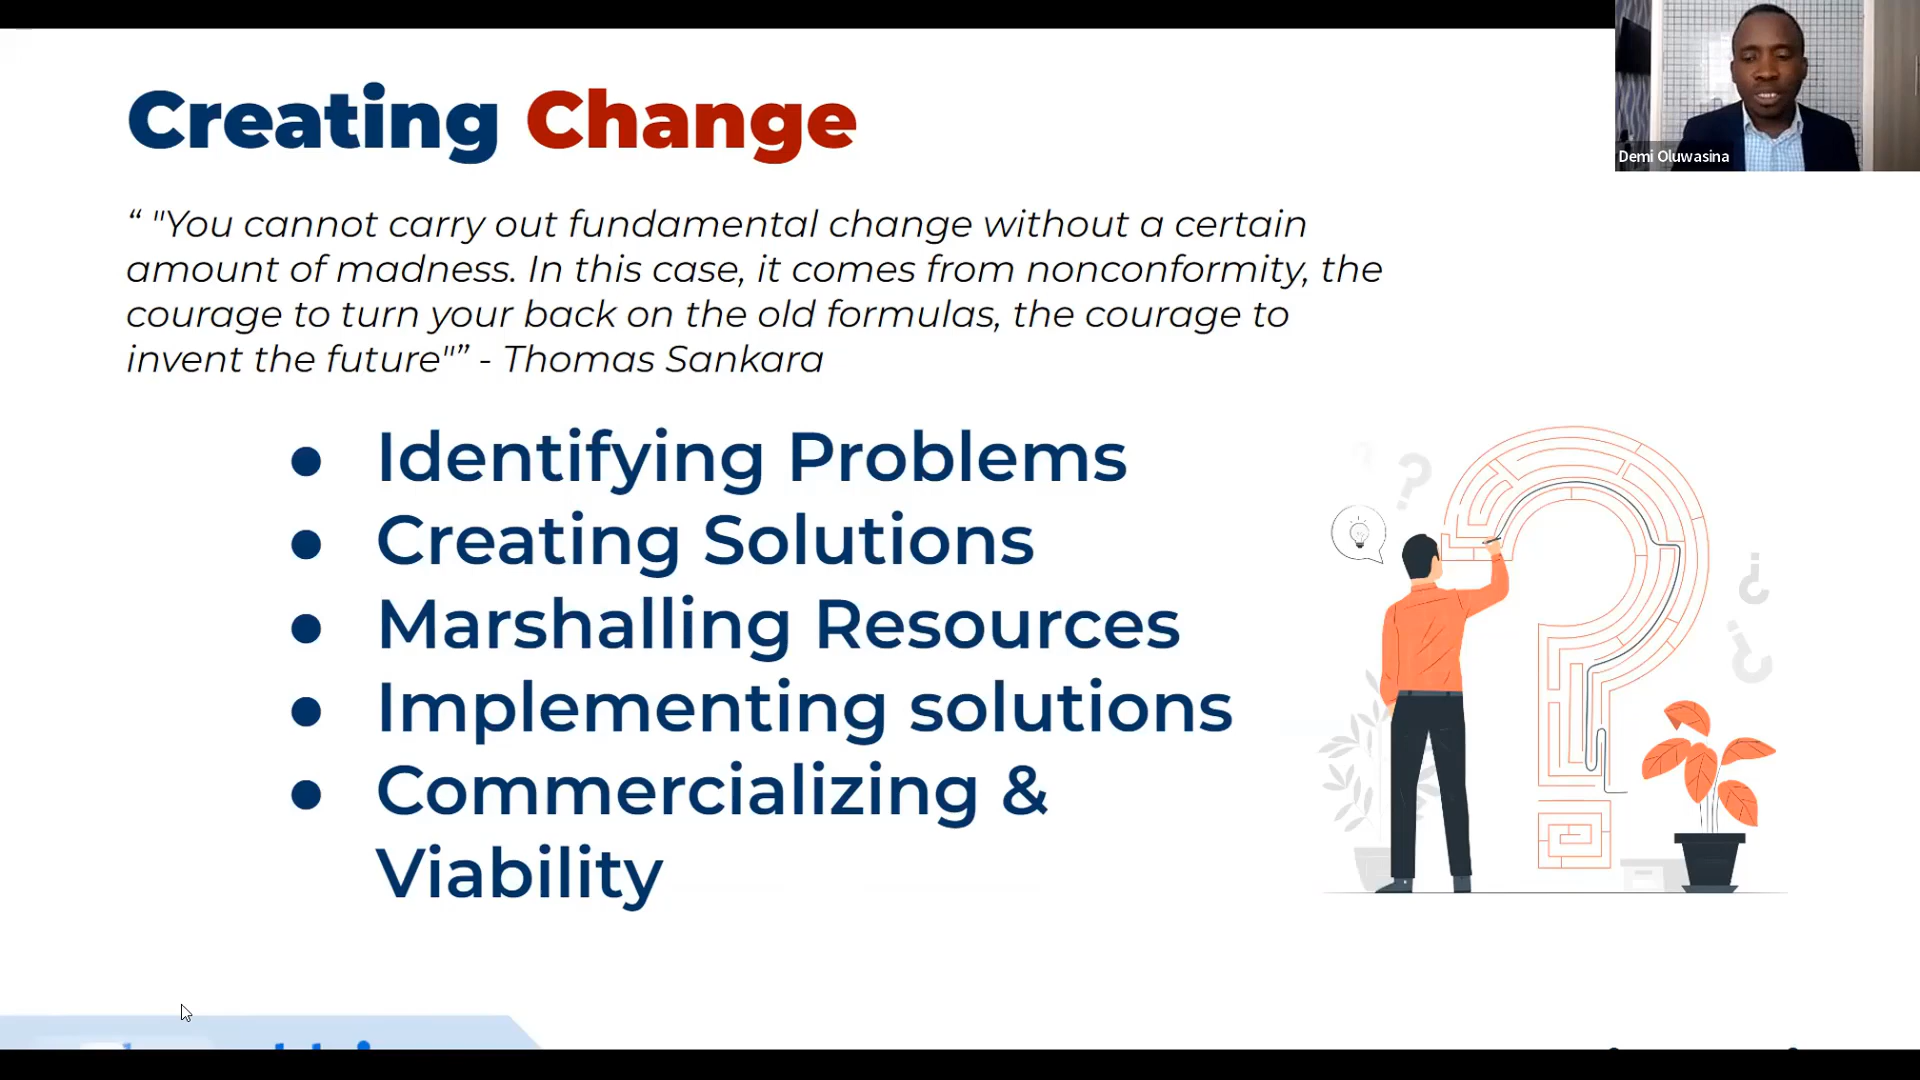 Creating Change
“ "You cannot carry out fundamental change without a certain
amount of madness. In this case, it comes from nonconformity, the
courage to turn your back on the old formulas, the courage to
invent the future"” - Thomas Sankara
● Identifying Problems
● Creating Solutions
● Marshalling Resources
● Implementing solutions
● Commercializing &
Viability
Demi Oluwasina